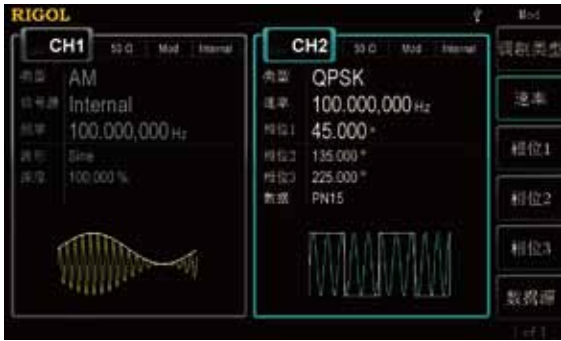 RIGOL
Mod
CH1 50 Ω Mod Internal
类型 AM
信号源 Internal
频率 100.000,000 Hz
波形 Sine
深度 100.000 %
CH2 50 Ω Mod Internal
类型 QPSK
速率 100.000,000 Hz
相位1 45.000 °
相位2 135.000 °
相位3 225.000 °
数据 PN15
调制类型
速率
相位1
相位2
相位3
数据源
1 of 1